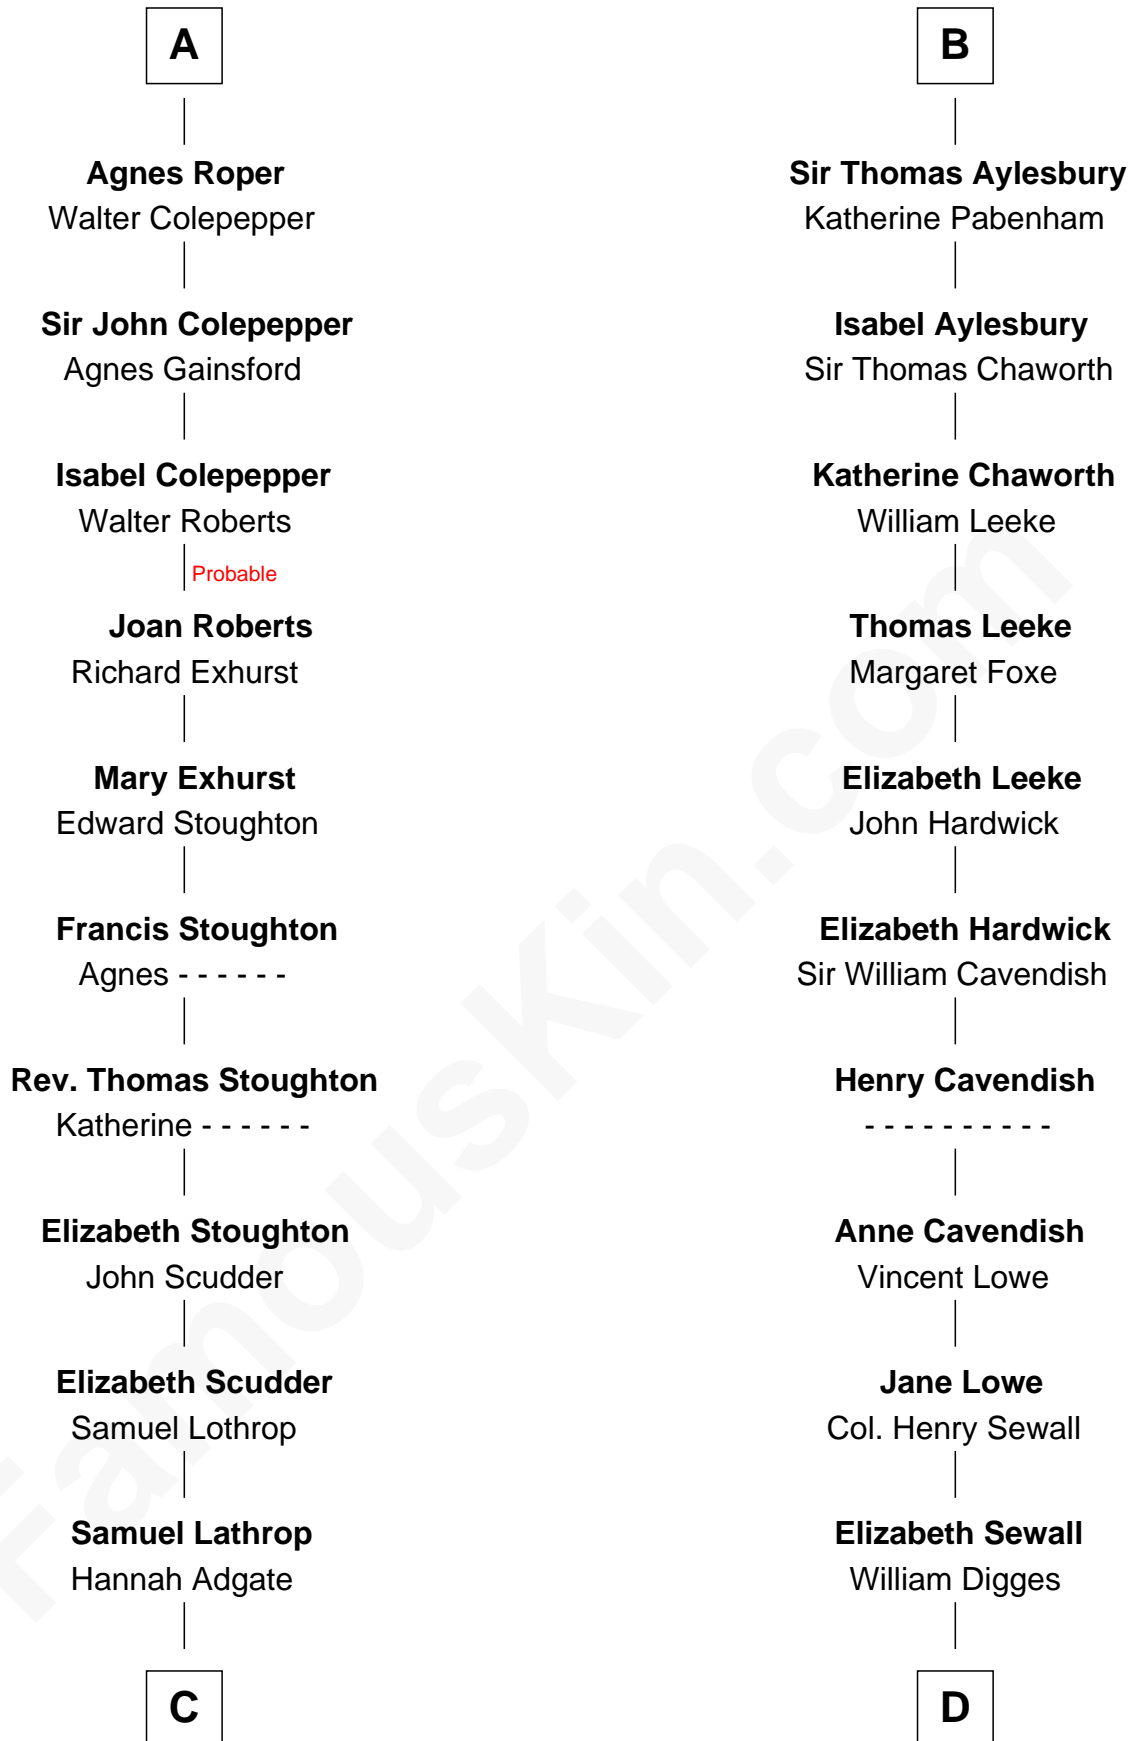 A
Agnes Roper
Walter Colepepper
Sir John Colepepper
Agnes Gainsford
Isabel Colepepper
Walter Roberts
Probable
Joan Roberts
Richard Exhurst
Mary Exhurst
Edward Stoughton
Francis Stoughton
Agnes - - - - - -
Rev. Thomas Stoughton
Katherine - - - - - -
Elizabeth Stoughton
John Scudder
Elizabeth Scudder
Samuel Lothrop
Samuel Lathrop
Hannah Adgate
C
B
Sir Thomas Aylesbury
Katherine Pabenham
Isabel Aylesbury
Sir Thomas Chaworth
Katherine Chaworth
William Leeke
Thomas Leeke
Margaret Foxe
Elizabeth Leeke
John Hardwick
Elizabeth Hardwick
Sir William Cavendish
Henry Cavendish
- - - - - - - - - -
Anne Cavendish
Vincent Lowe
Jane Lowe
Col. Henry Sewall
Elizabeth Sewall
William Digges
D
FamousKin.com